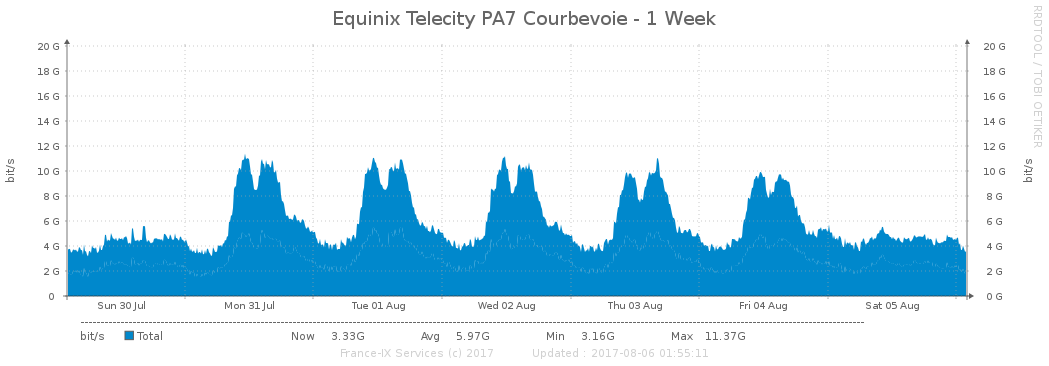 Equinix Telecity PA7 Courbevoie - 1 Week
RRDTOOL / TOBI OETIKER
20 G 20 G
18 G 18 G
16 G 16 G
14 G 14 G
12 G 12 G
10 G 10 G
8 G 8 G
6 G 6 G
4 G 4 G
2 G 2 G
0 0 G
bit/s
bit/s
Sun 30 Jul Mon 31 Jul Tue 01 Aug Wed 02 Aug Thu 03 Aug Fri 04 Aug Sat 05 Aug
bit/s Total Now 3.33G Avg 5.97G Min 3.16G Max 11.37G
France-IX Services (c) 2017 Updated : 2017-08-06 01:55:11